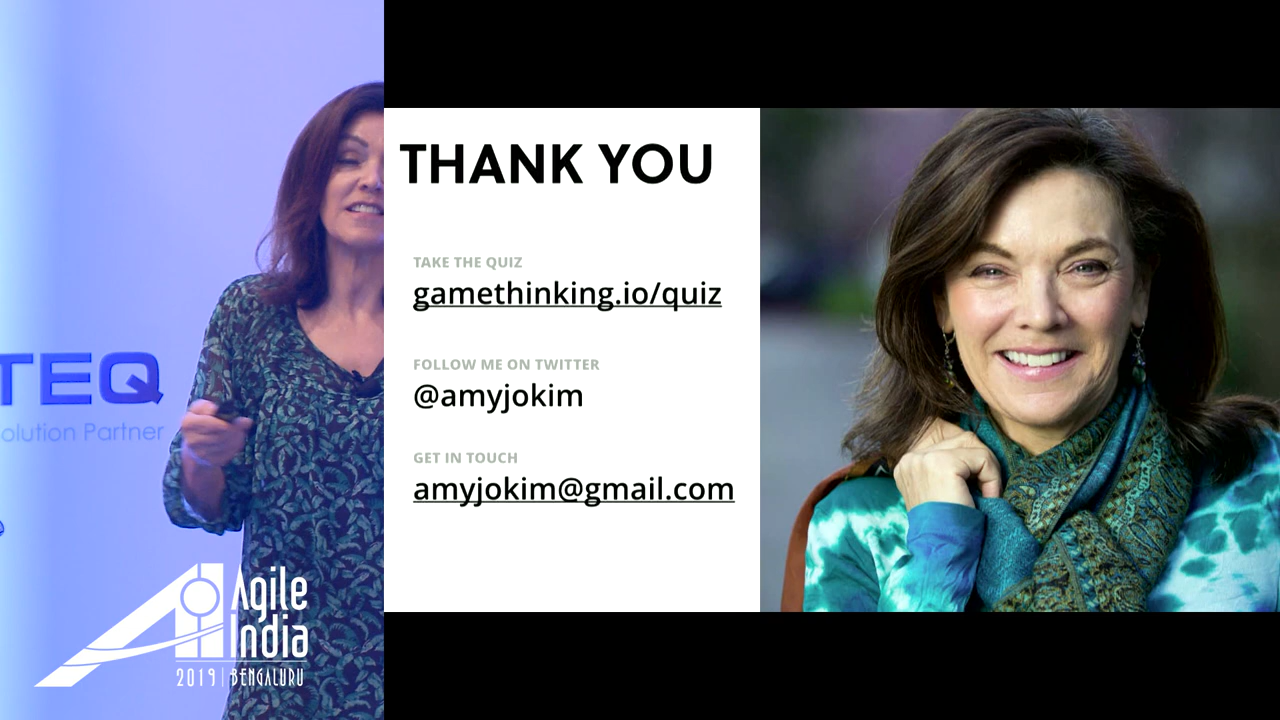 TEQ
olution Partner
Agile
India
2019 | BENGALURU
THANK YOU
TAKE THE QUIZ
gamethinking.io/quiz
FOLLOW ME ON TWITTER
@amyjokim
GET IN TOUCH
amyjokim@gmail.com